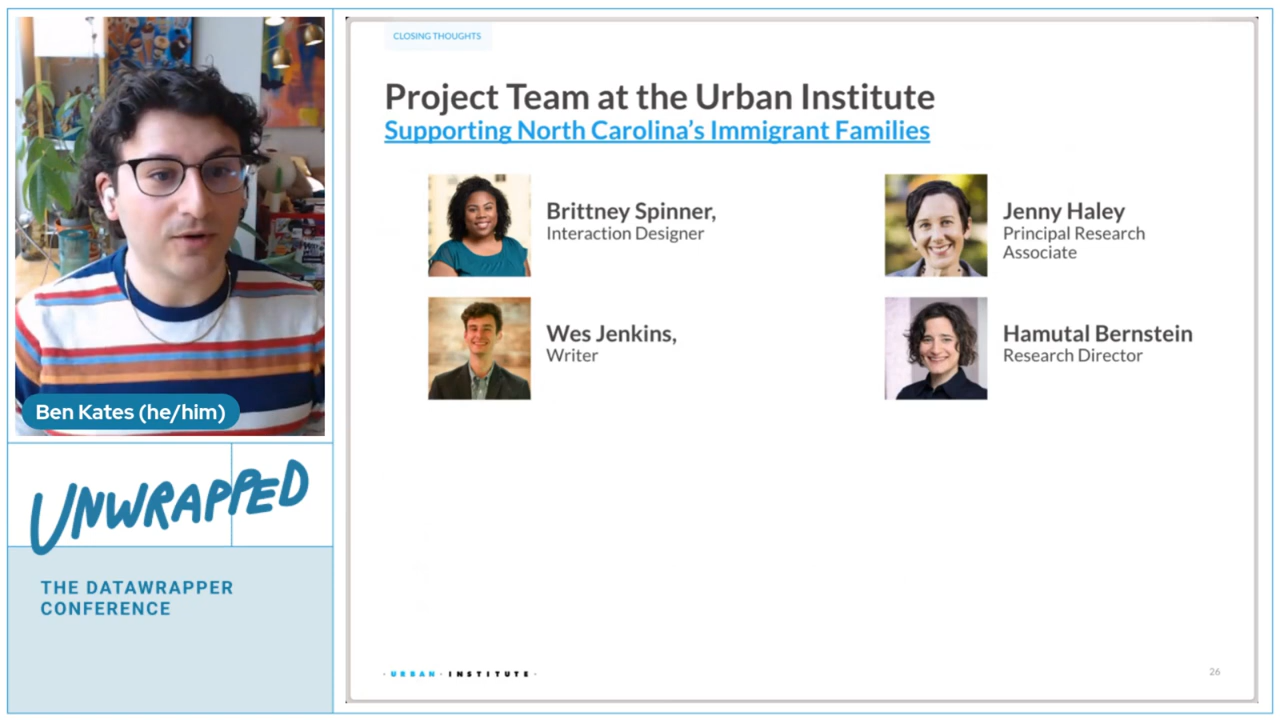 Ben Kates (he/him)
UNWRAPPED
THE DATAWRAPPER
CONFERENCE
CLOSING THOUGHTS
Project Team at the Urban Institute
Supporting North Carolina's Immigrant Families
Brittney Spinner,
Interaction Designer
Jenny Haley
Principal Research
Associate
Wes Jenkins,
Writer
Hamutal Bernstein
Research Director
· URBAN · INSTITUTE ·
26